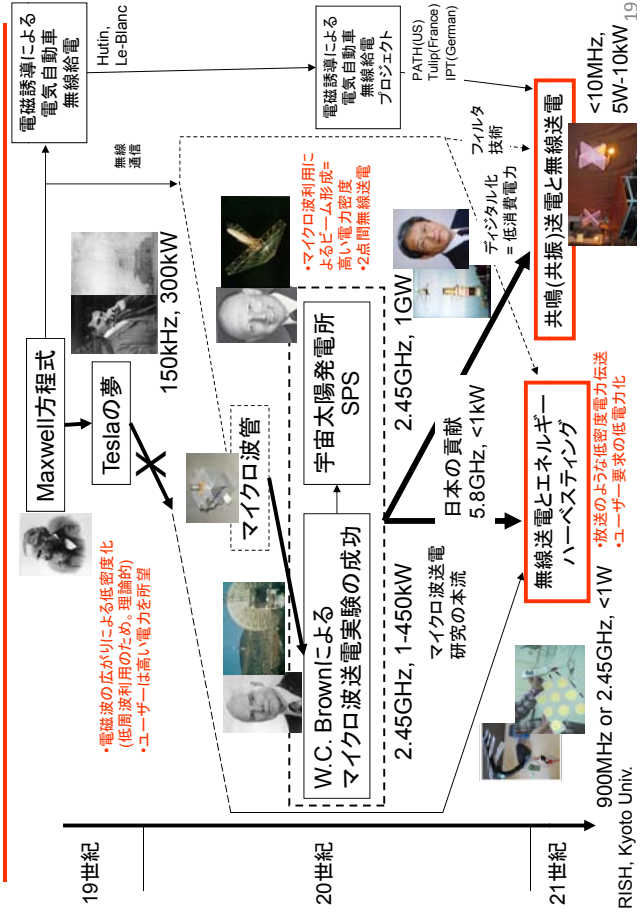 19世紀
20世紀
21世紀
Maxwell方程式
Teslaの夢
150kHz, 300kW
•電磁波の広がりによる低密度化
(低周波利用のため。理論的)
•ユーザーは高い電力を所望
無線
通信
電磁誘導による
電気自動車
無線給電
Hutin,
Le-Blanc
マイクロ波管
W.C. Brownによる
マイクロ波送電実験の成功
2.45GHz, 1-450kW
宇宙太陽発電所
SPS
2.45GHz, 1GW
•マイクロ波利用に
よるビーム形成=
高い電力密度
•2点間無線送電
電磁誘導による
電気自動車
無線給電
プロジェクト
PATH(US)
Tulip(France)
IPT(German)
マイクロ波送電
研究の本流
日本の貢献
5.8GHz, <1kW
ディジタル化
= 低消費電力
フィルタ
技術
無線送電とエネルギー
ハーベスティング
900MHz or 2.45GHz, <1W
•放送のような低密度電力伝送
•ユーザー要求の低電力化
共鳴(共振)送電と無線送電
<10MHz,
5W-10kW
RISH, Kyoto Univ.
19